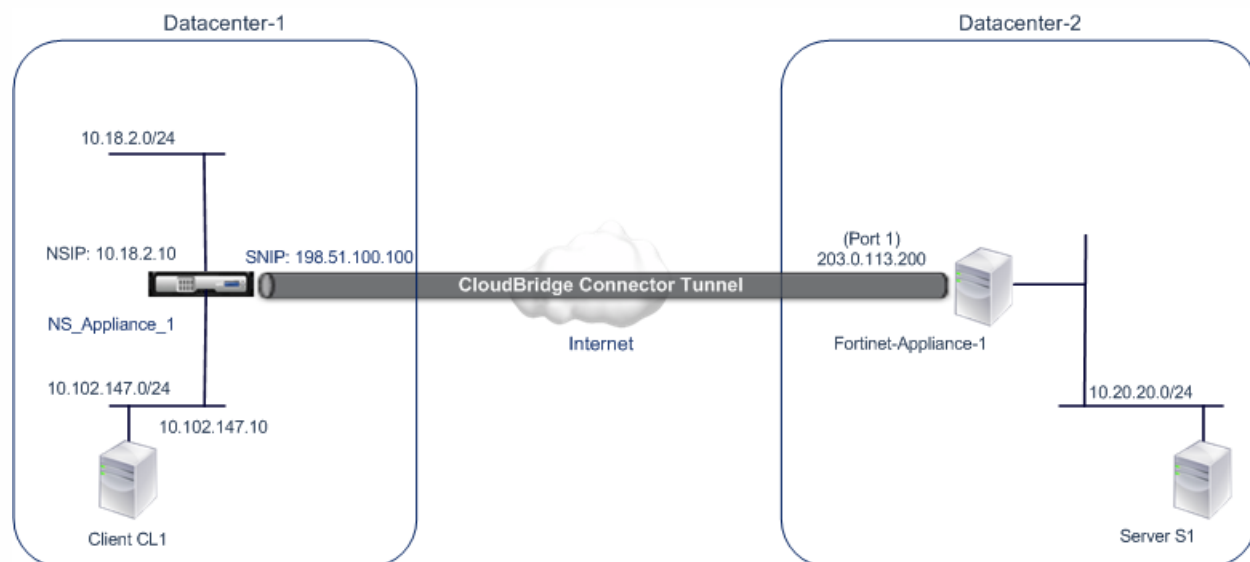 Datacenter-1
Datacenter-2
10.18.2.0/24
NSIP: 10.18.2.10
SNIP: 198.51.100.100
(Port 1)
203.0.113.200
CloudBridge Connector Tunnel
NS_Appliance_1
Internet
Fortinet-Appliance-1
10.102.147.0/24
10.20.20.0/24
10.102.147.10
Client CL1
Server S1